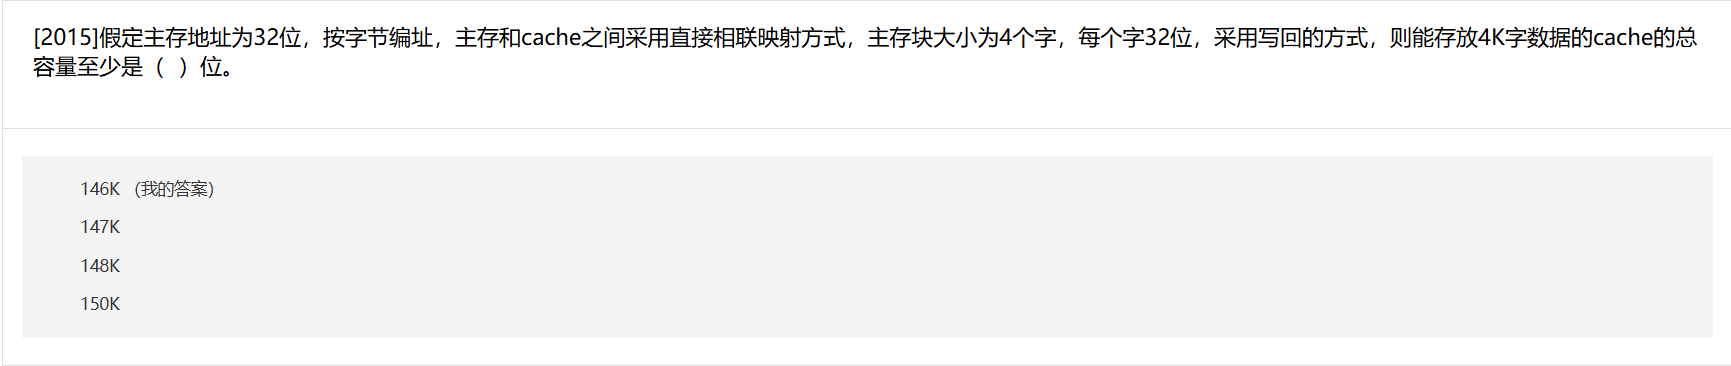 [2015]假定主存地址为32位，按字节编址，主存和cache之间采用直接相联映射方式，主存块大小为4个字，每个字32位，采用写回的方式，则能存放4K字数据的cache的总
容量至少是（  ）位。
146K （我的答案）
147K
148K
150K